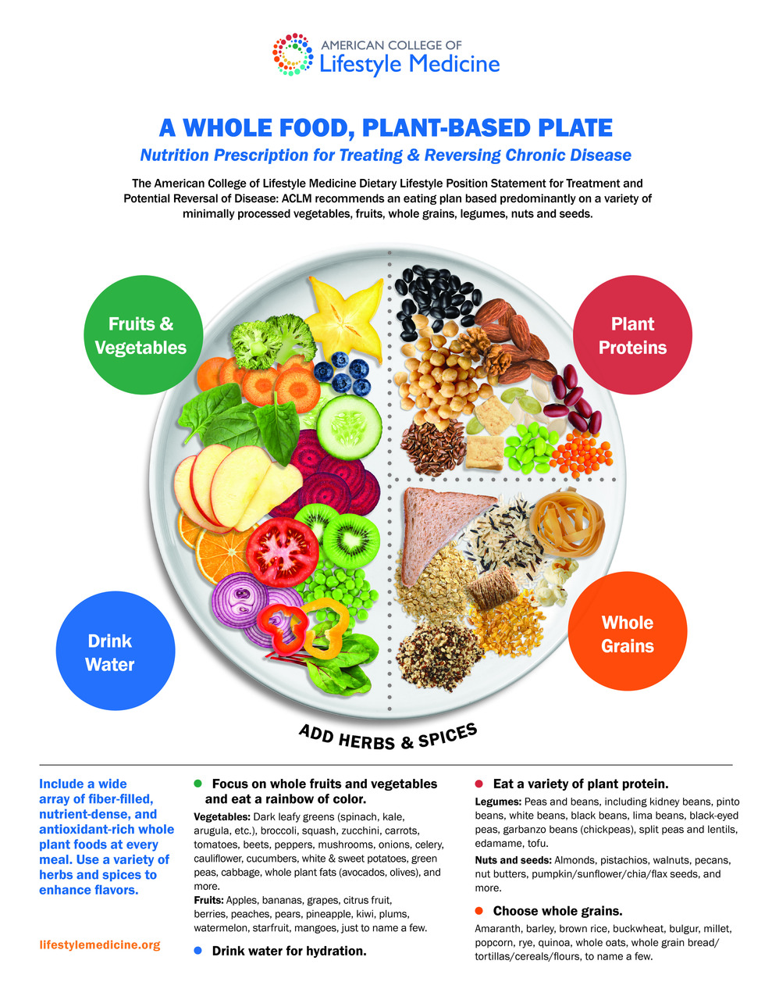 AMERICAN COLLEGE OF
Lifestyle Medicine
A WHOLE FOOD, PLANT-BASED PLATE
Nutrition Prescription for Treating & Reversing Chronic Disease
The American College of Lifestyle Medicine Dietary Lifestyle Position Statement for Treatment and
Potential Reversal of Disease: ACLM recommends an eating plan based predominantly on a variety of
minimally processed vegetables, fruits, whole grains, legumes, nuts and seeds.
Fruits &
Vegetables
Plant
Proteins
Drink
Water
Whole
Grains
ADD HERBS & SPICES
Include a wide
array of fiber-filled,
nutrient-dense, and
antioxidant-rich whole
plant foods at every
meal. Use a variety of
herbs and spices to
enhance flavors.
lifestylemedicine.org
Focus on whole fruits and vegetables
and eat a rainbow of color.
Vegetables: Dark leafy greens (spinach, kale,
arugula, etc.), broccoli, squash, zucchini, carrots,
tomatoes, beets, peppers, mushrooms, onions, celery,
cauliflower, cucumbers, white & sweet potatoes, green
peas, cabbage, whole plant fats (avocados, olives), and
more.
Fruits: Apples, bananas, grapes, citrus fruit,
berries, peaches, pears, pineapple, kiwi, plums,
watermelon, starfruit, mangoes, just to name a few.
Drink water for hydration.
Eat a variety of plant protein.
Legumes: Peas and beans, including kidney beans, pinto
beans, white beans, black beans, lima beans, black-eyed
peas, garbanzo beans (chickpeas), split peas and lentils,
edamame, tofu.
Nuts and seeds: Almonds, pistachios, walnuts, pecans,
nut butters, pumpkin/sunflower/chia/flax seeds, and
more.
Choose whole grains.
Amaranth, barley, brown rice, buckwheat, bulgur, millet,
popcorn, rye, quinoa, whole oats, whole grain bread/
tortillas/cereals/flours, to name a few.